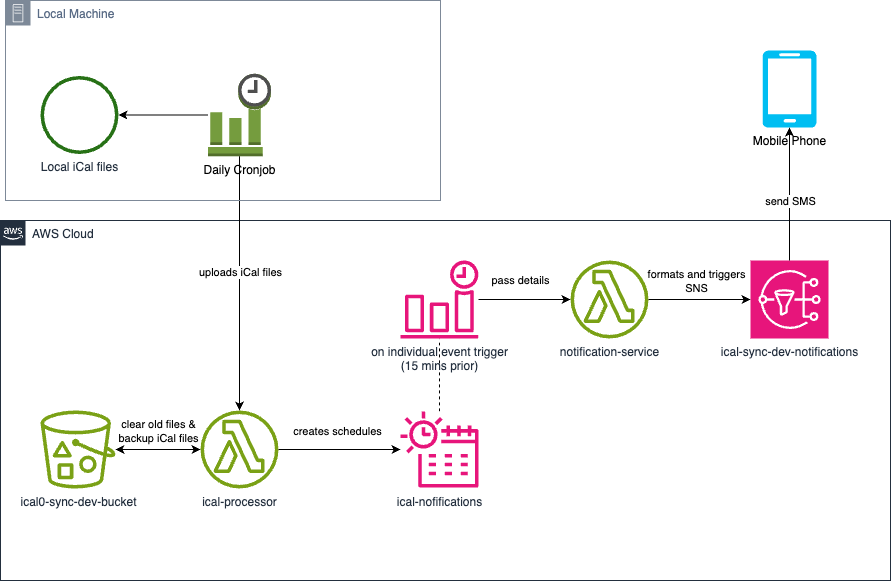 Local Machine
Local iCal files
Daily Cronjob
Mobile Phone
send SMS
aws
AWS Cloud
uploads iCal files
pass details
formats and triggers
SNS
on individual event trigger
(15 mins prior)
notification-service
ical-sync-dev-notifications
clear old files &
backup iCal files
creates schedules
ical0-sync-dev-bucket
ical-processor
ical-nofifications